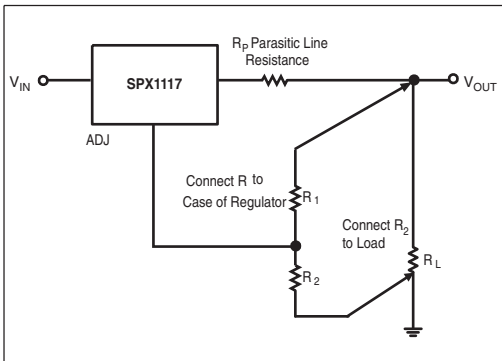 R_P Parasitic Line
Resistance
V_IN
SPX1117
V_OUT
ADJ
Connect R to
Case of Regulator
R_1
Connect R_2
to Load
R_2
R_L